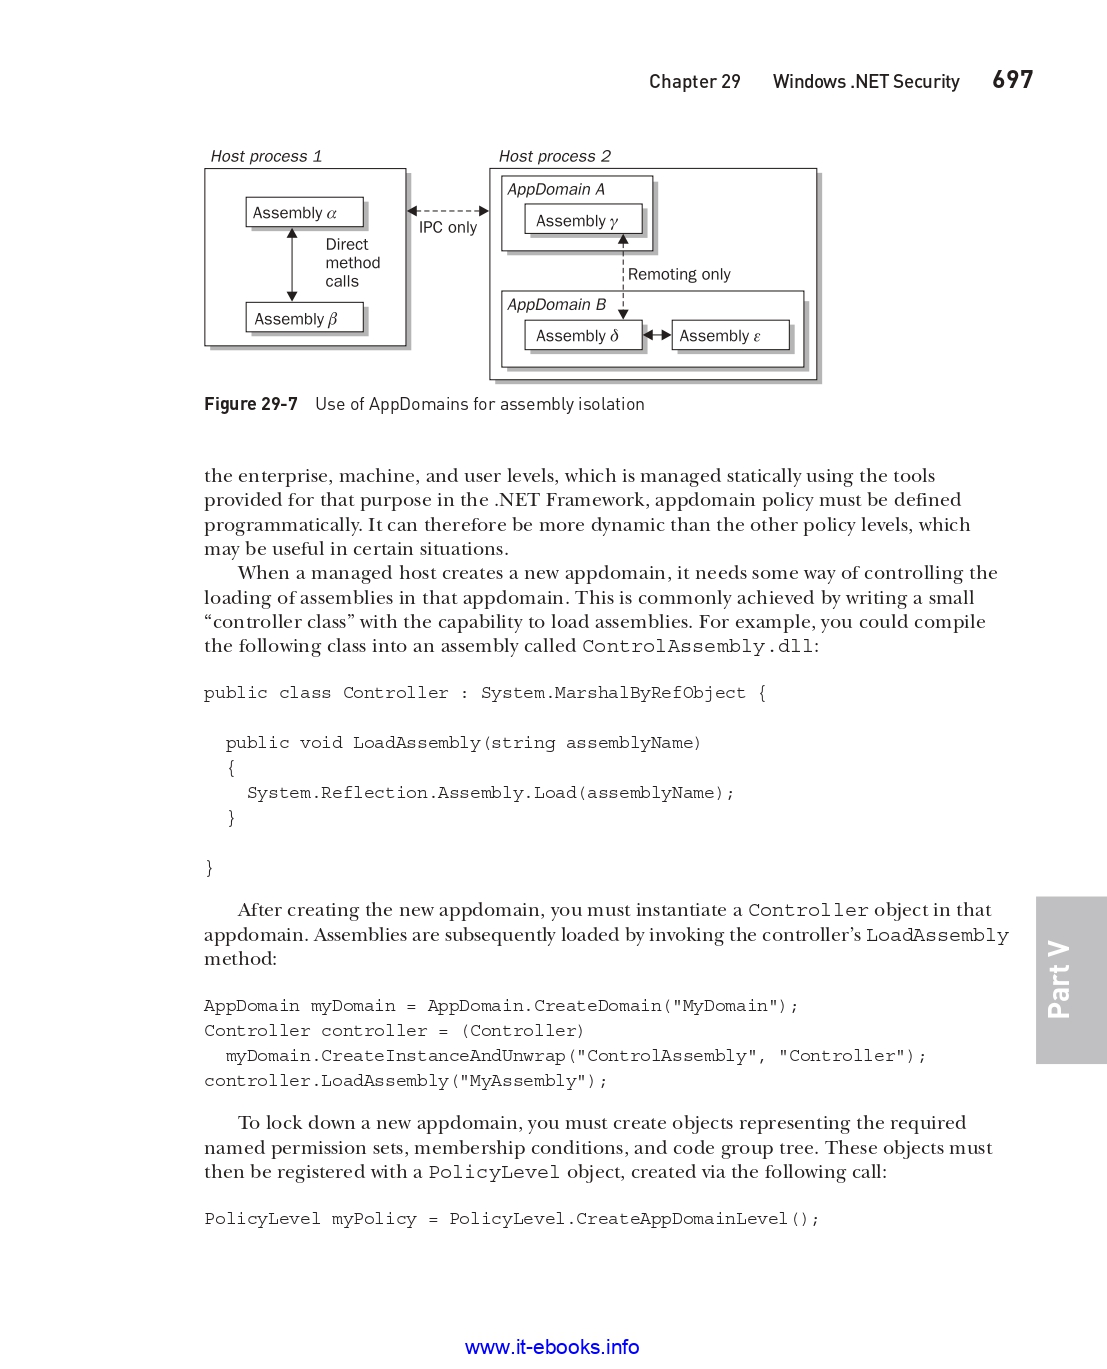 Chapter 29 Windows .NET Security 697
Host process 1
Host process 2
AppDomain A
Assembly α
Assembly γ
IPC only
Direct
method
calls
Remoting only
AppDomain B
Assembly β
Assembly δ
Assembly ε
Figure 29-7 Use of AppDomains for assembly isolation
the enterprise, machine, and user levels, which is managed statically using the tools
provided for that purpose in the .NET Framework, appdomain policy must be defined
programmatically. It can therefore be more dynamic than the other policy levels, which
may be useful in certain situations.
When a managed host creates a new appdomain, it needs some way of controlling the
loading of assemblies in that appdomain. This is commonly achieved by writing a small
“controller class” with the capability to load assemblies. For example, you could compile
the following class into an assembly called ControlAssembly.dll:
public class Controller : System.MarshalByRefObject {
public void LoadAssembly(string assemblyName)
{
System.Reflection.Assembly.Load(assemblyName);
}
}
After creating the new appdomain, you must instantiate a Controller object in that
appdomain. Assemblies are subsequently loaded by invoking the controller’s LoadAssembly
method:
AppDomain myDomain = AppDomain.CreateDomain("MyDomain");
Controller controller = (Controller)
myDomain.CreateInstanceAndUnwrap("ControlAssembly", "Controller");
controller.LoadAssembly("MyAssembly");
To lock down a new appdomain, you must create objects representing the required
named permission sets, membership conditions, and code group tree. These objects must
then be registered with a PolicyLevel object, created via the following call:
PolicyLevel myPolicy = PolicyLevel.CreateAppDomainLevel();
Part V
www.it-ebooks.info